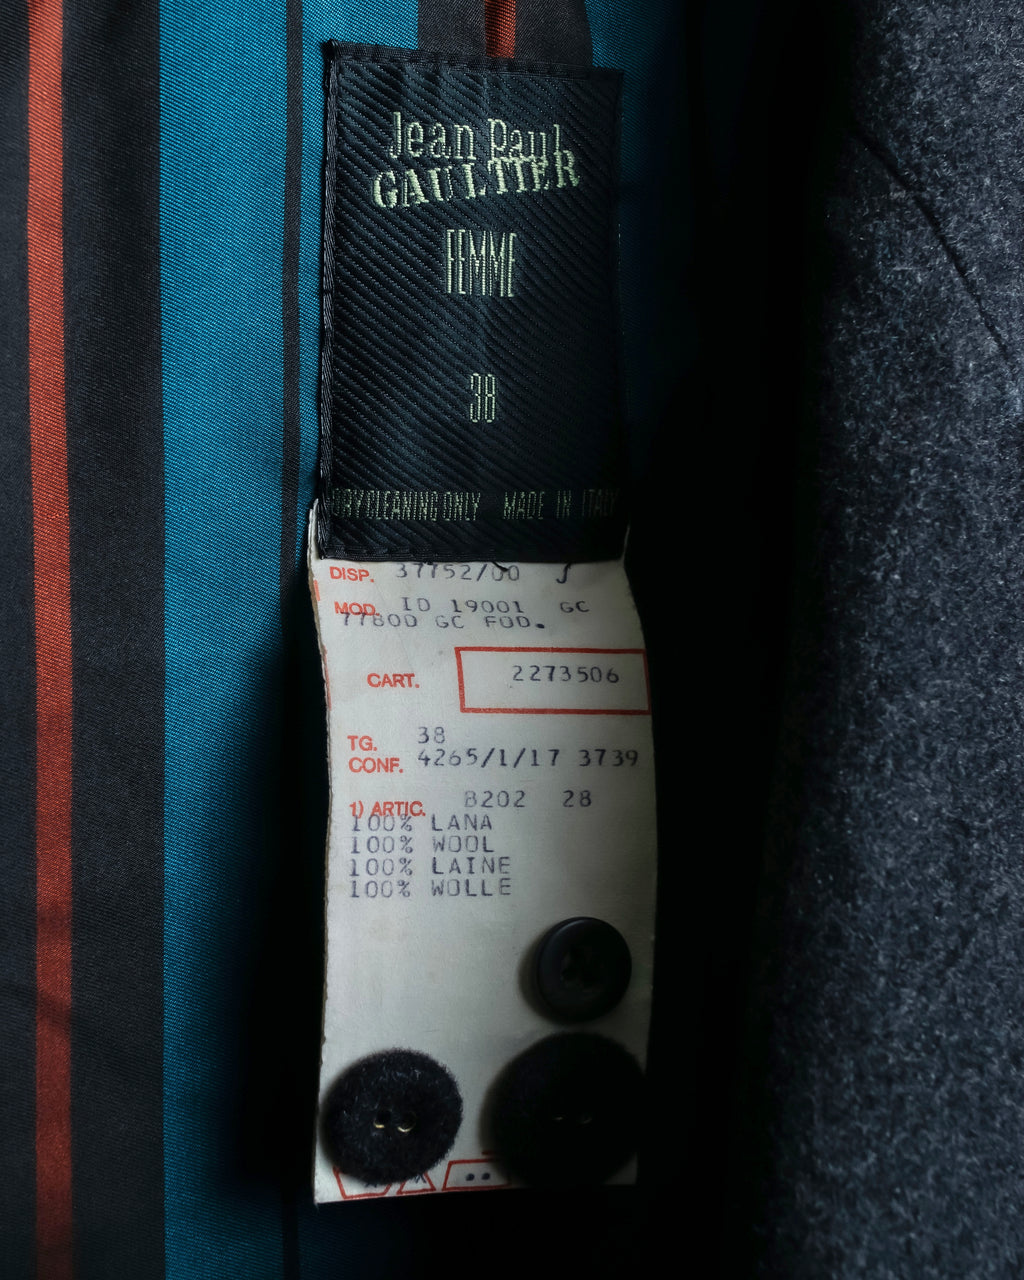 Jean Paul
GAULTIER
FEMME
38
DRY CLEANING ONLY MADE IN ITALY
DISP. 37752/00 J
MOD. ID 19001 GC
7780D GC FOD.
CART. 2273506
TG. 38
CONF. 4265/1/17 3739
1) ARTIC. B202 28
100% LANA
100% WOOL
100% LAINE
100% WOLLE